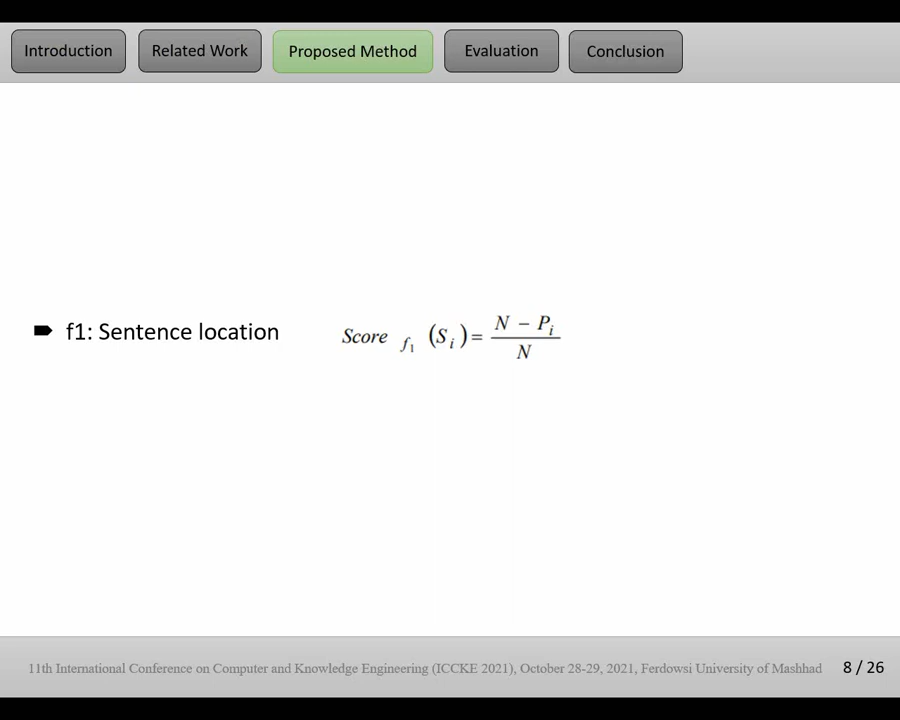 Introduction
Related Work
Proposed Method
Evaluation
Conclusion
f1: Sentence location
Score f1 (Si) = N − Pi / N
11th International Conference on Computer and Knowledge Engineering (ICCKE 2021), October 28-29, 2021, Ferdowsi University of Mashhad
8 / 26